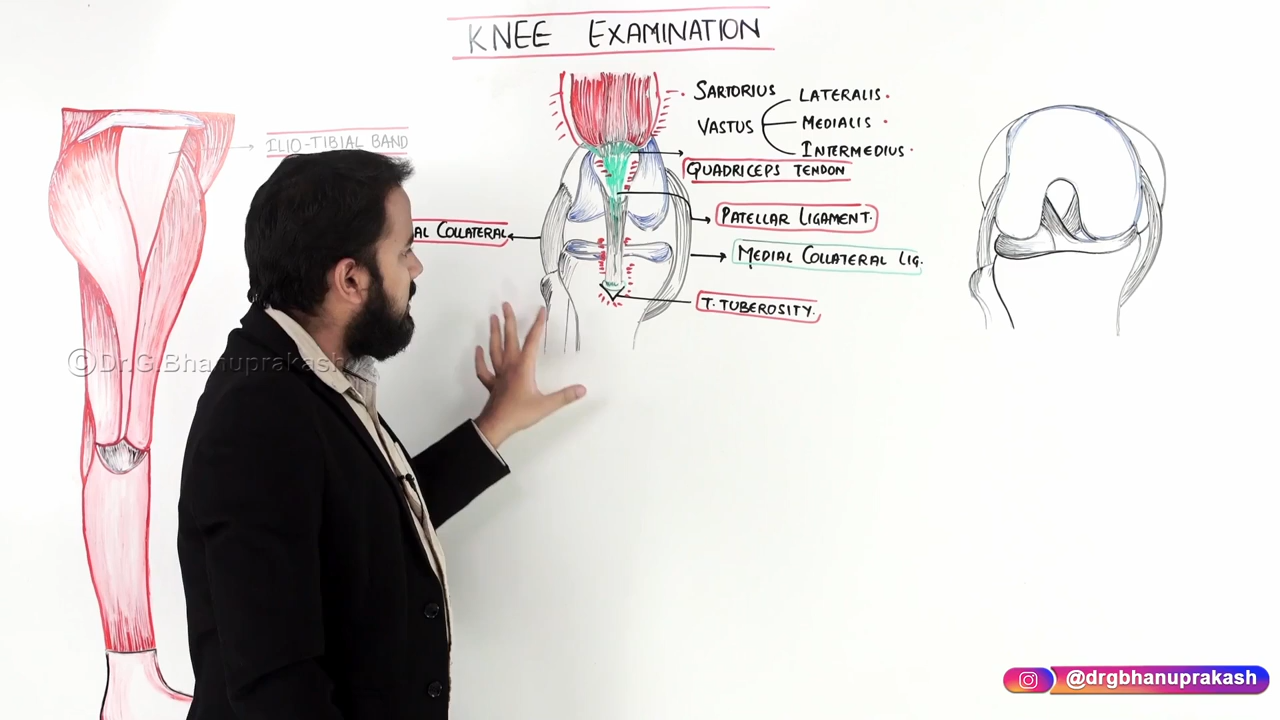 KNEE EXAMINATION
SARTORIUS
VASTUS
LATERALIS
MEDIALIS
INTERMEDIUS
QUADRICEPS TENDON
ILIO-TIBIAL BAND
PATELLAR LIGAMENT.
COLLATERAL
MEDIAL COLLATERAL LIG.
T. TUBEROSITY.
©Dr.G.Bhanuprakash
@drgbhanuprakash